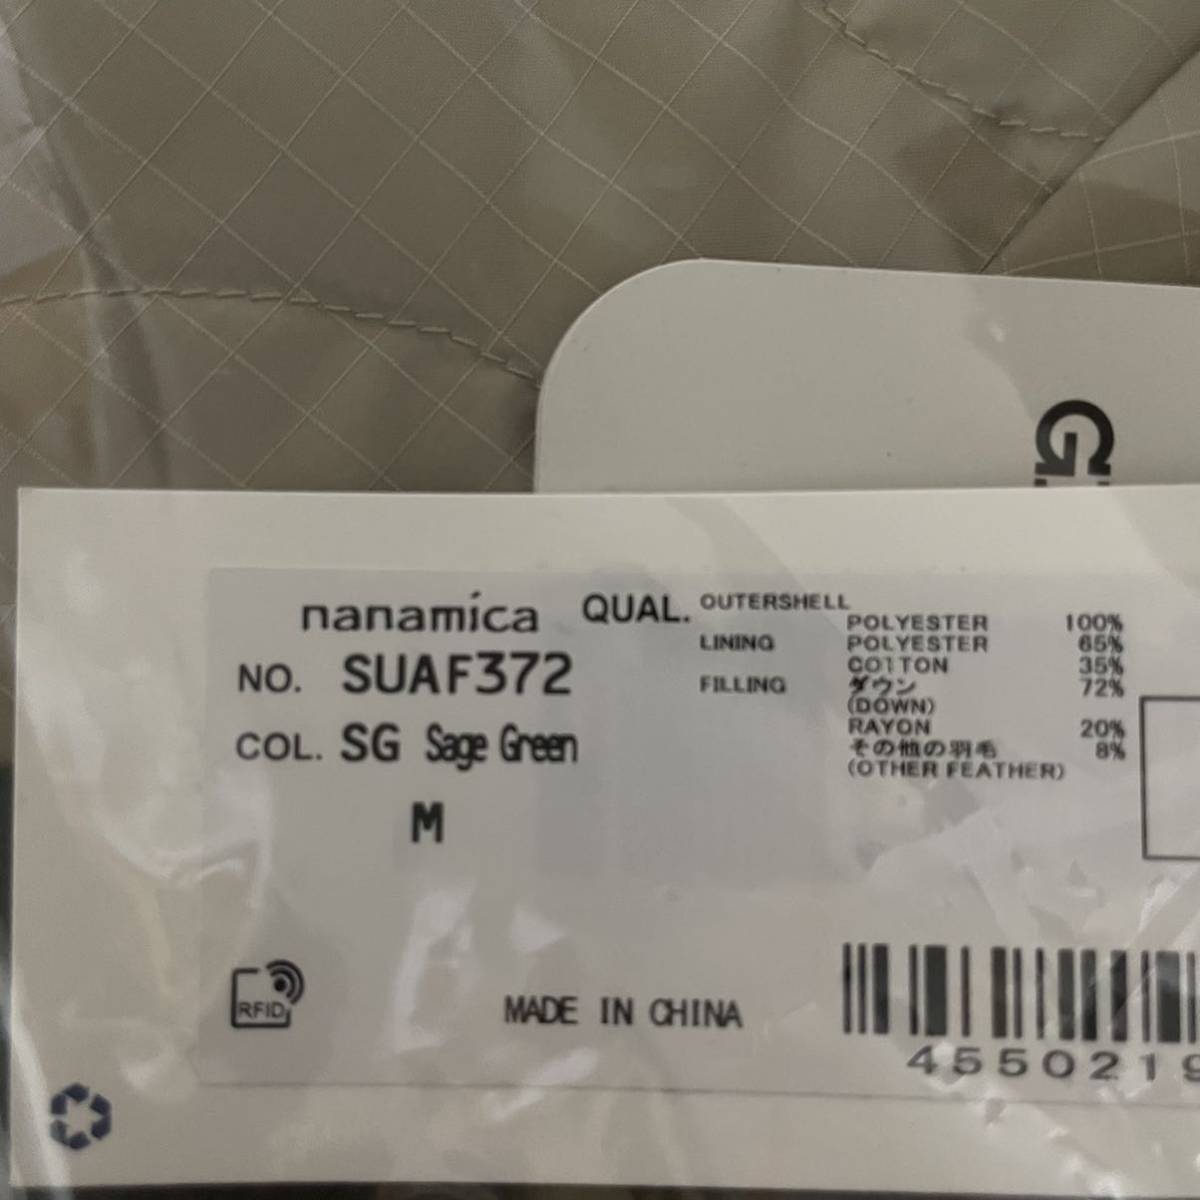 G
nanamica
NO. SUAF372
COL. SG Sage Green
M
QUAL. OUTERSHELL
POLYESTER 100%
LINING POLYESTER 65%
COTTON 35%
FILLING ダウン 72%
(DOWN)
RAYON 20%
その他の羽毛 8%
(OTHER FEATHER)
RFID
MADE IN CHINA
4550219